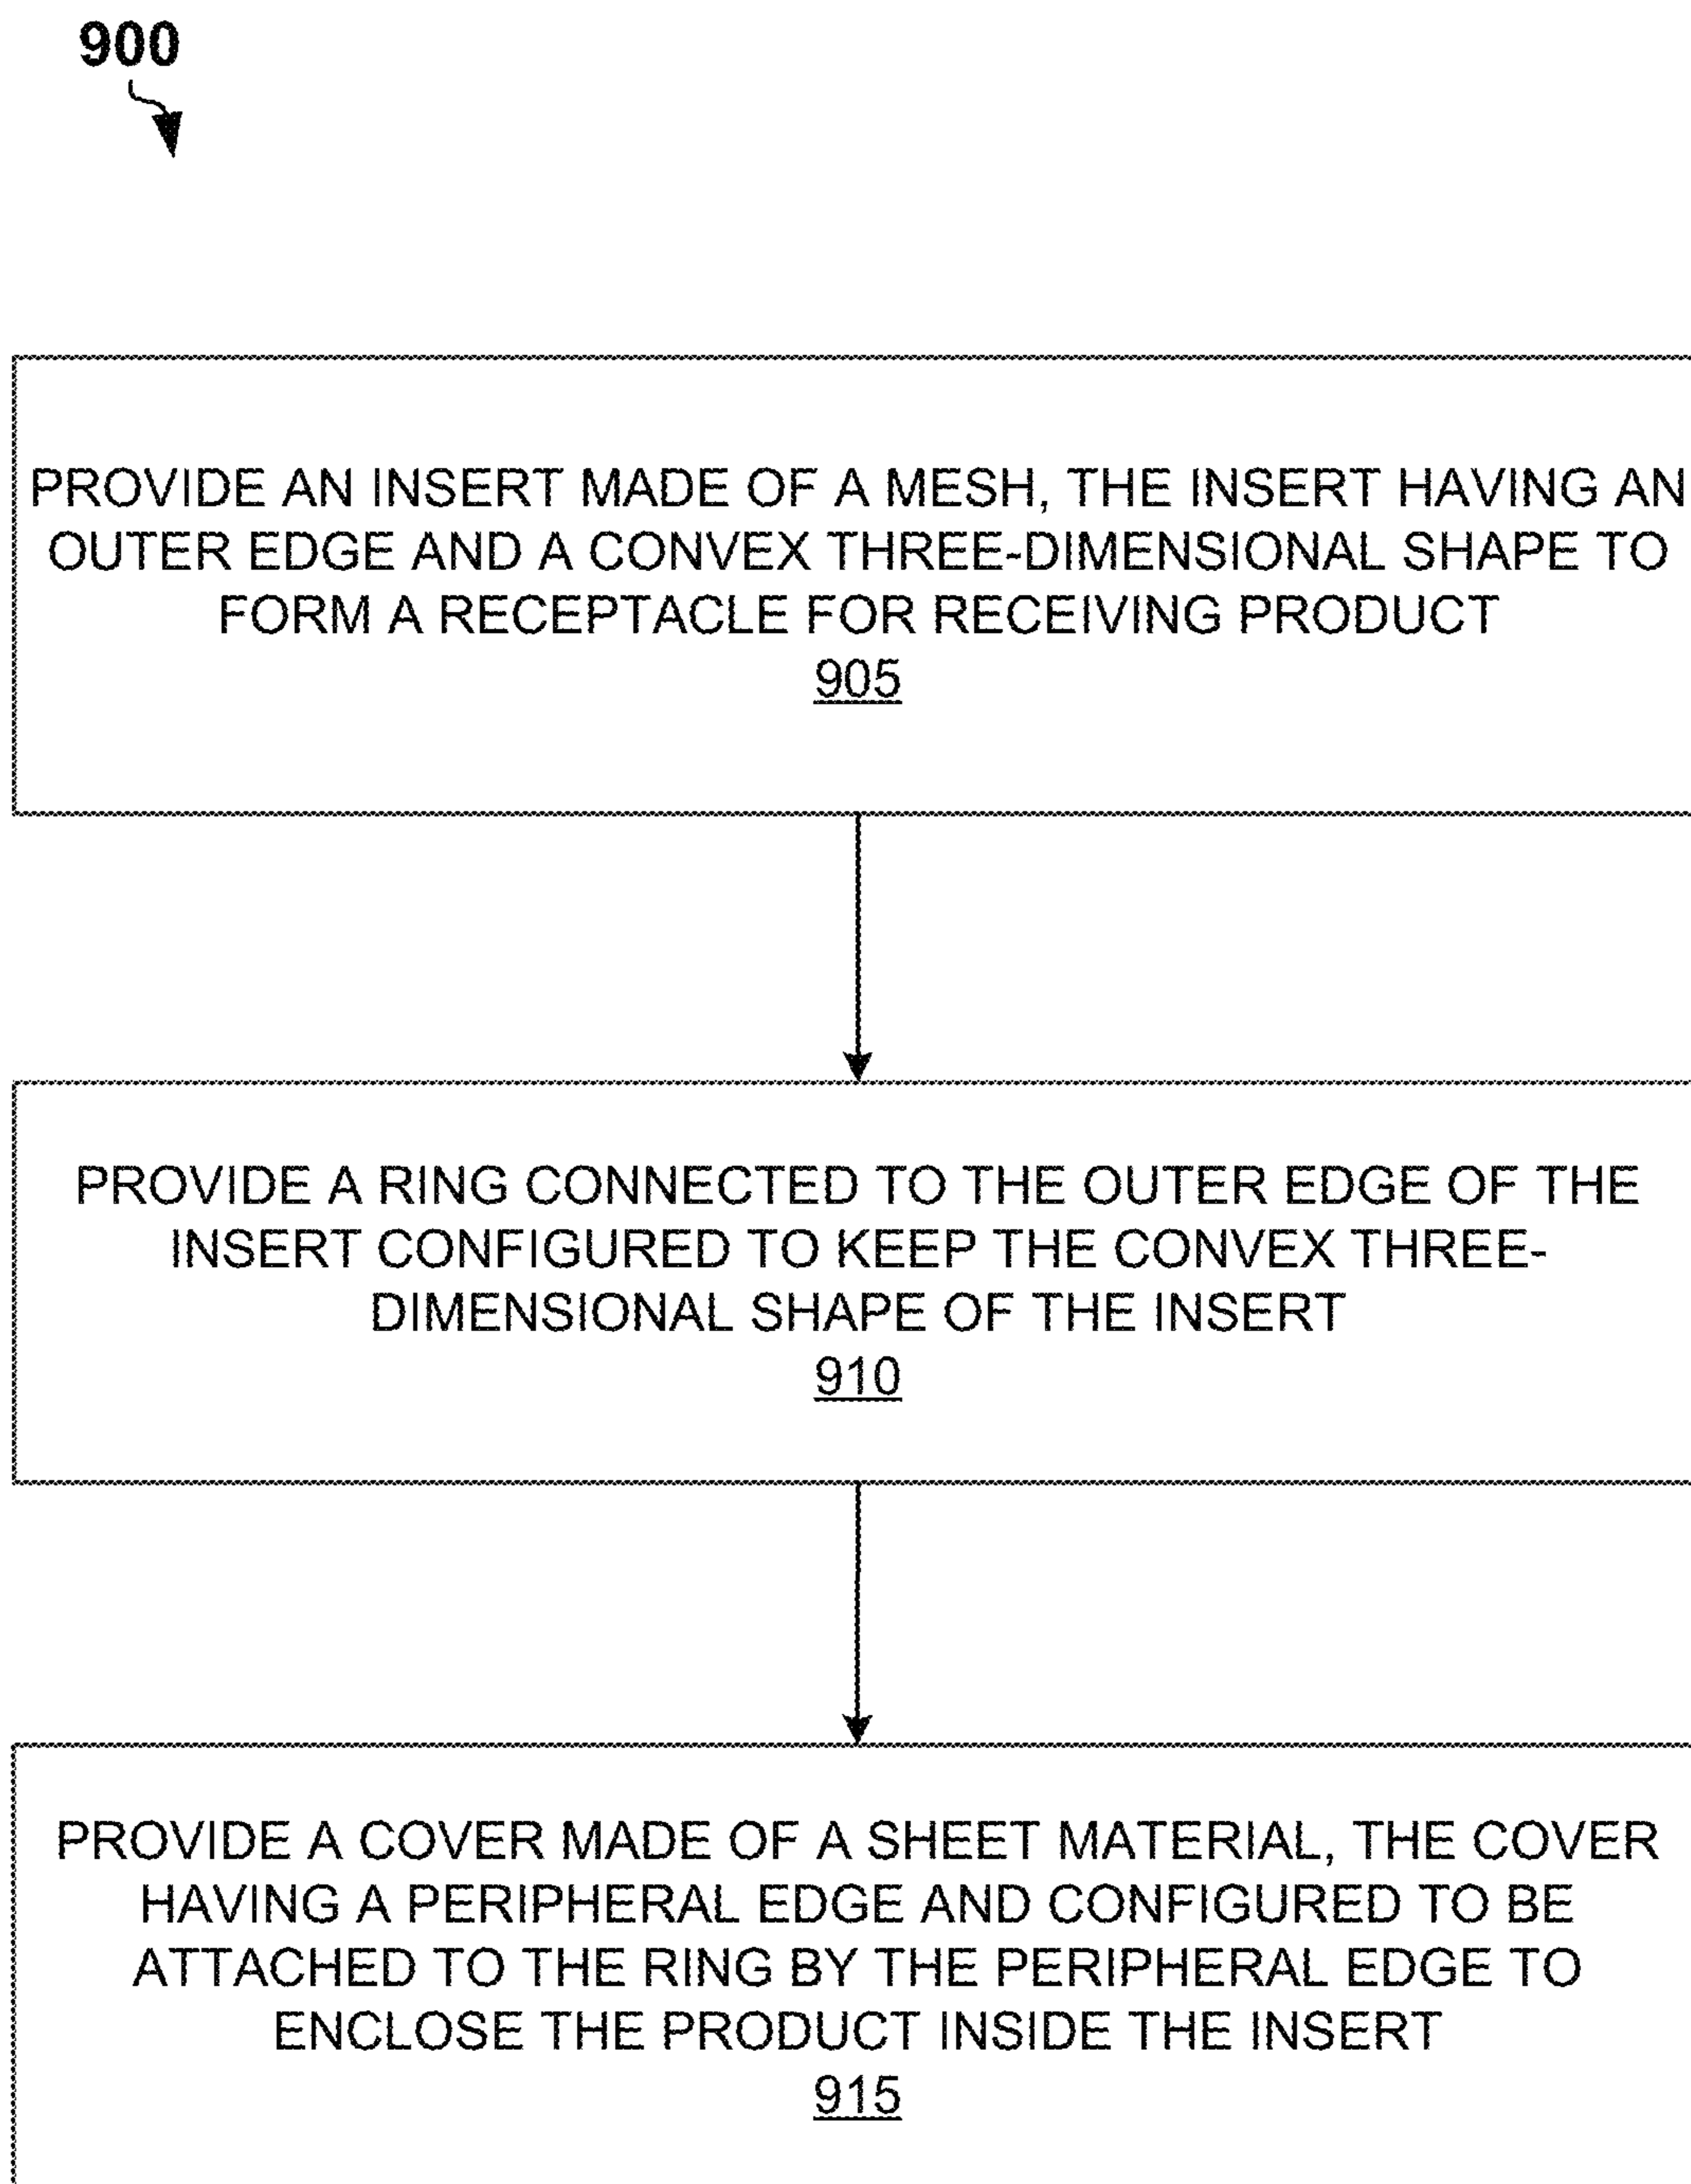 900
PROVIDE AN INSERT MADE OF A MESH, THE INSERT HAVING AN
OUTER EDGE AND A CONVEX THREE-DIMENSIONAL SHAPE TO
FORM A RECEPTACLE FOR RECEIVING PRODUCT
905
PROVIDE A RING CONNECTED TO THE OUTER EDGE OF THE
INSERT CONFIGURED TO KEEP THE CONVEX THREE-
DIMENSIONAL SHAPE OF THE INSERT
910
PROVIDE A COVER MADE OF A SHEET MATERIAL, THE COVER
HAVING A PERIPHERAL EDGE AND CONFIGURED TO BE
ATTACHED TO THE RING BY THE PERIPHERAL EDGE TO
ENCLOSE THE PRODUCT INSIDE THE INSERT
915